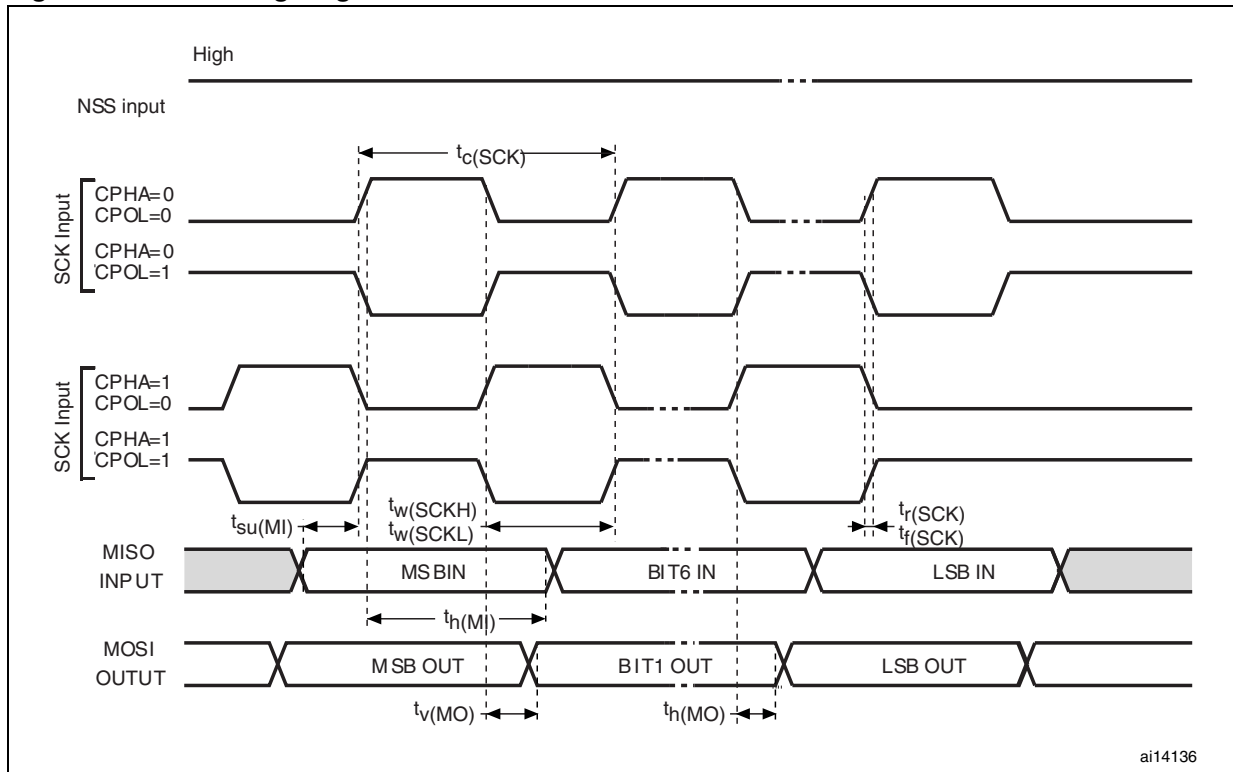 High
NSS input
tc(SCK)
SCK Input
CPHA=0
CPOL=0
CPHA=0
CPOL=1
SCK Input
CPHA=1
CPOL=0
CPHA=1
CPOL=1
tsu(MI)
tw(SCKH)
tw(SCKL)
tr(SCK)
tf(SCK)
MISO
INPUT
MSBIN
BIT6 IN
LSB IN
th(MI)
MOSI
OUTUT
MSB OUT
BIT1 OUT
LSB OUT
tv(MO)
th(MO)
ai14136